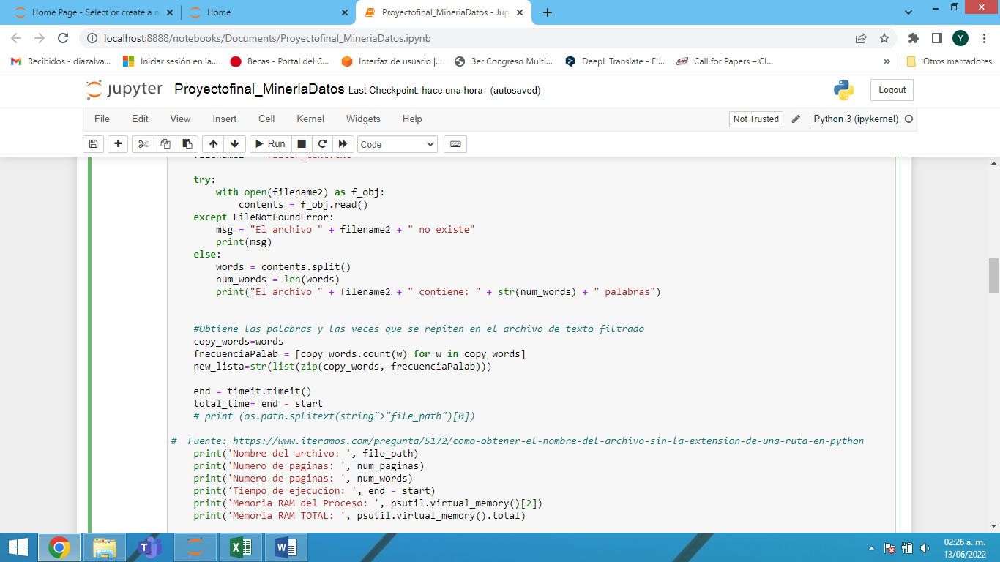 Home Page - Select or create a n
Home
Proyectofinal_MineriaDatos - Jup
localhost:8888/notebooks/Documents/Proyectofinal_MineriaDatos.ipynb
Y
Recibidos - diazalva...
Iniciar sesión en la...
Becas - Portal del C...
Interfaz de usuario |...
3er Congreso Multi...
DeepL Translate - El...
Call for Papers – Cl...
»
Otros marcadores
jupyter Proyectofinal_MineriaDatos Last Checkpoint: hace una hora (autosaved)
Logout
File Edit View Insert Cell Kernel Widgets Help
Not Trusted
Python 3 (ipykernel)
Run
Code
filename2 = 'filter_text.txt'
try:
with open(filename2) as f_obj:
contents = f_obj.read()
except FileNotFoundError:
msg = "El archivo " + filename2 + " no existe"
print(msg)
else:
words = contents.split()
num_words = len(words)
print("El archivo " + filename2 + " contiene: " + str(num_words) + " palabras")
#Obtiene las palabras y las veces que se repiten en el archivo de texto filtrado
copy_words=words
frecuenciaPalab = [copy_words.count(w) for w in copy_words]
new_lista=str(list(zip(copy_words, frecuenciaPalab)))
end = timeit.timeit()
total_time= end - start
# print (os.path.splitext(string">"file_path")[0])
# Fuente: https://www.iteramos.com/pregunta/5172/como-obtener-el-nombre-del-archivo-sin-la-extension-de-una-ruta-en-python
print('Nombre del archivo: ', file_path)
print('Numero de paginas: ', num_paginas)
print('Numero de paginas: ', num_words)
print('Tiempo de ejecucion: ', end - start)
print('Memoria RAM del Proceso: ', psutil.virtual_memory()[2])
print('Memoria RAM TOTAL: ', psutil.virtual_memory().total)
02:26 a. m.
13/06/2022